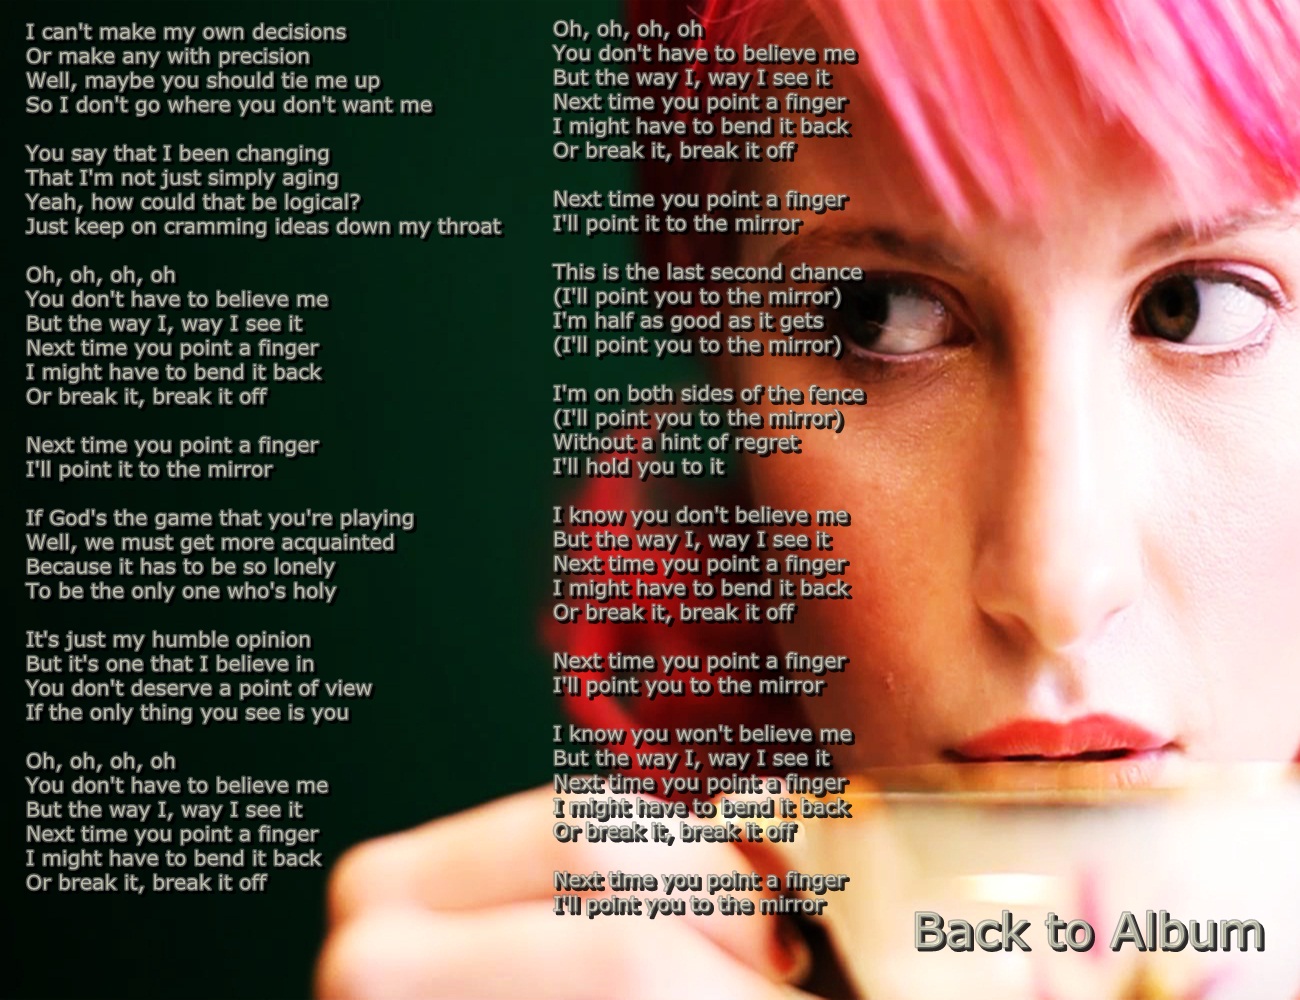 I can't make my own decisions
Or make any with precision
Well, maybe you should tie me up
So I don't go where you don't want me

You say that I been changing
That I'm not just simply aging
Yeah, how could that be logical?
Just keep on cramming ideas down my throat

Oh, oh, oh, oh
You don't have to believe me
But the way I, way I see it
Next time you point a finger
I might have to bend it back
Or break it, break it off

Next time you point a finger
I'll point it to the mirror

If God's the game that you're playing
Well, we must get more acquainted
Because it has to be so lonely
To be the only one who's holy

It's just my humble opinion
But it's one that I believe in
You don't deserve a point of view
If the only thing you see is you

Oh, oh, oh, oh
You don't have to believe me
But the way I, way I see it
Next time you point a finger
I might have to bend it back
Or break it, break it off

Oh, oh, oh, oh
You don't have to believe me
But the way I, way I see it
Next time you point a finger
I might have to bend it back
Or break it, break it off

Next time you point a finger
I'll point it to the mirror

This is the last second chance
(I'll point you to the mirror)
I'm half as good as it gets
(I'll point you to the mirror)

I'm on both sides of the fence
(I'll point you to the mirror)
Without a hint of regret
I'll hold you to it

I know you don't believe me
But the way I, way I see it
Next time you point a finger
I might have to bend it back
Or break it, break it off

Next time you point a finger
I'll point you to the mirror

I know you won't believe me
But the way I, way I see it
Next time you point a finger
I might have to bend it back
Or break it, break it off

Next time you point a finger
I'll point you to the mirror

Back to Album